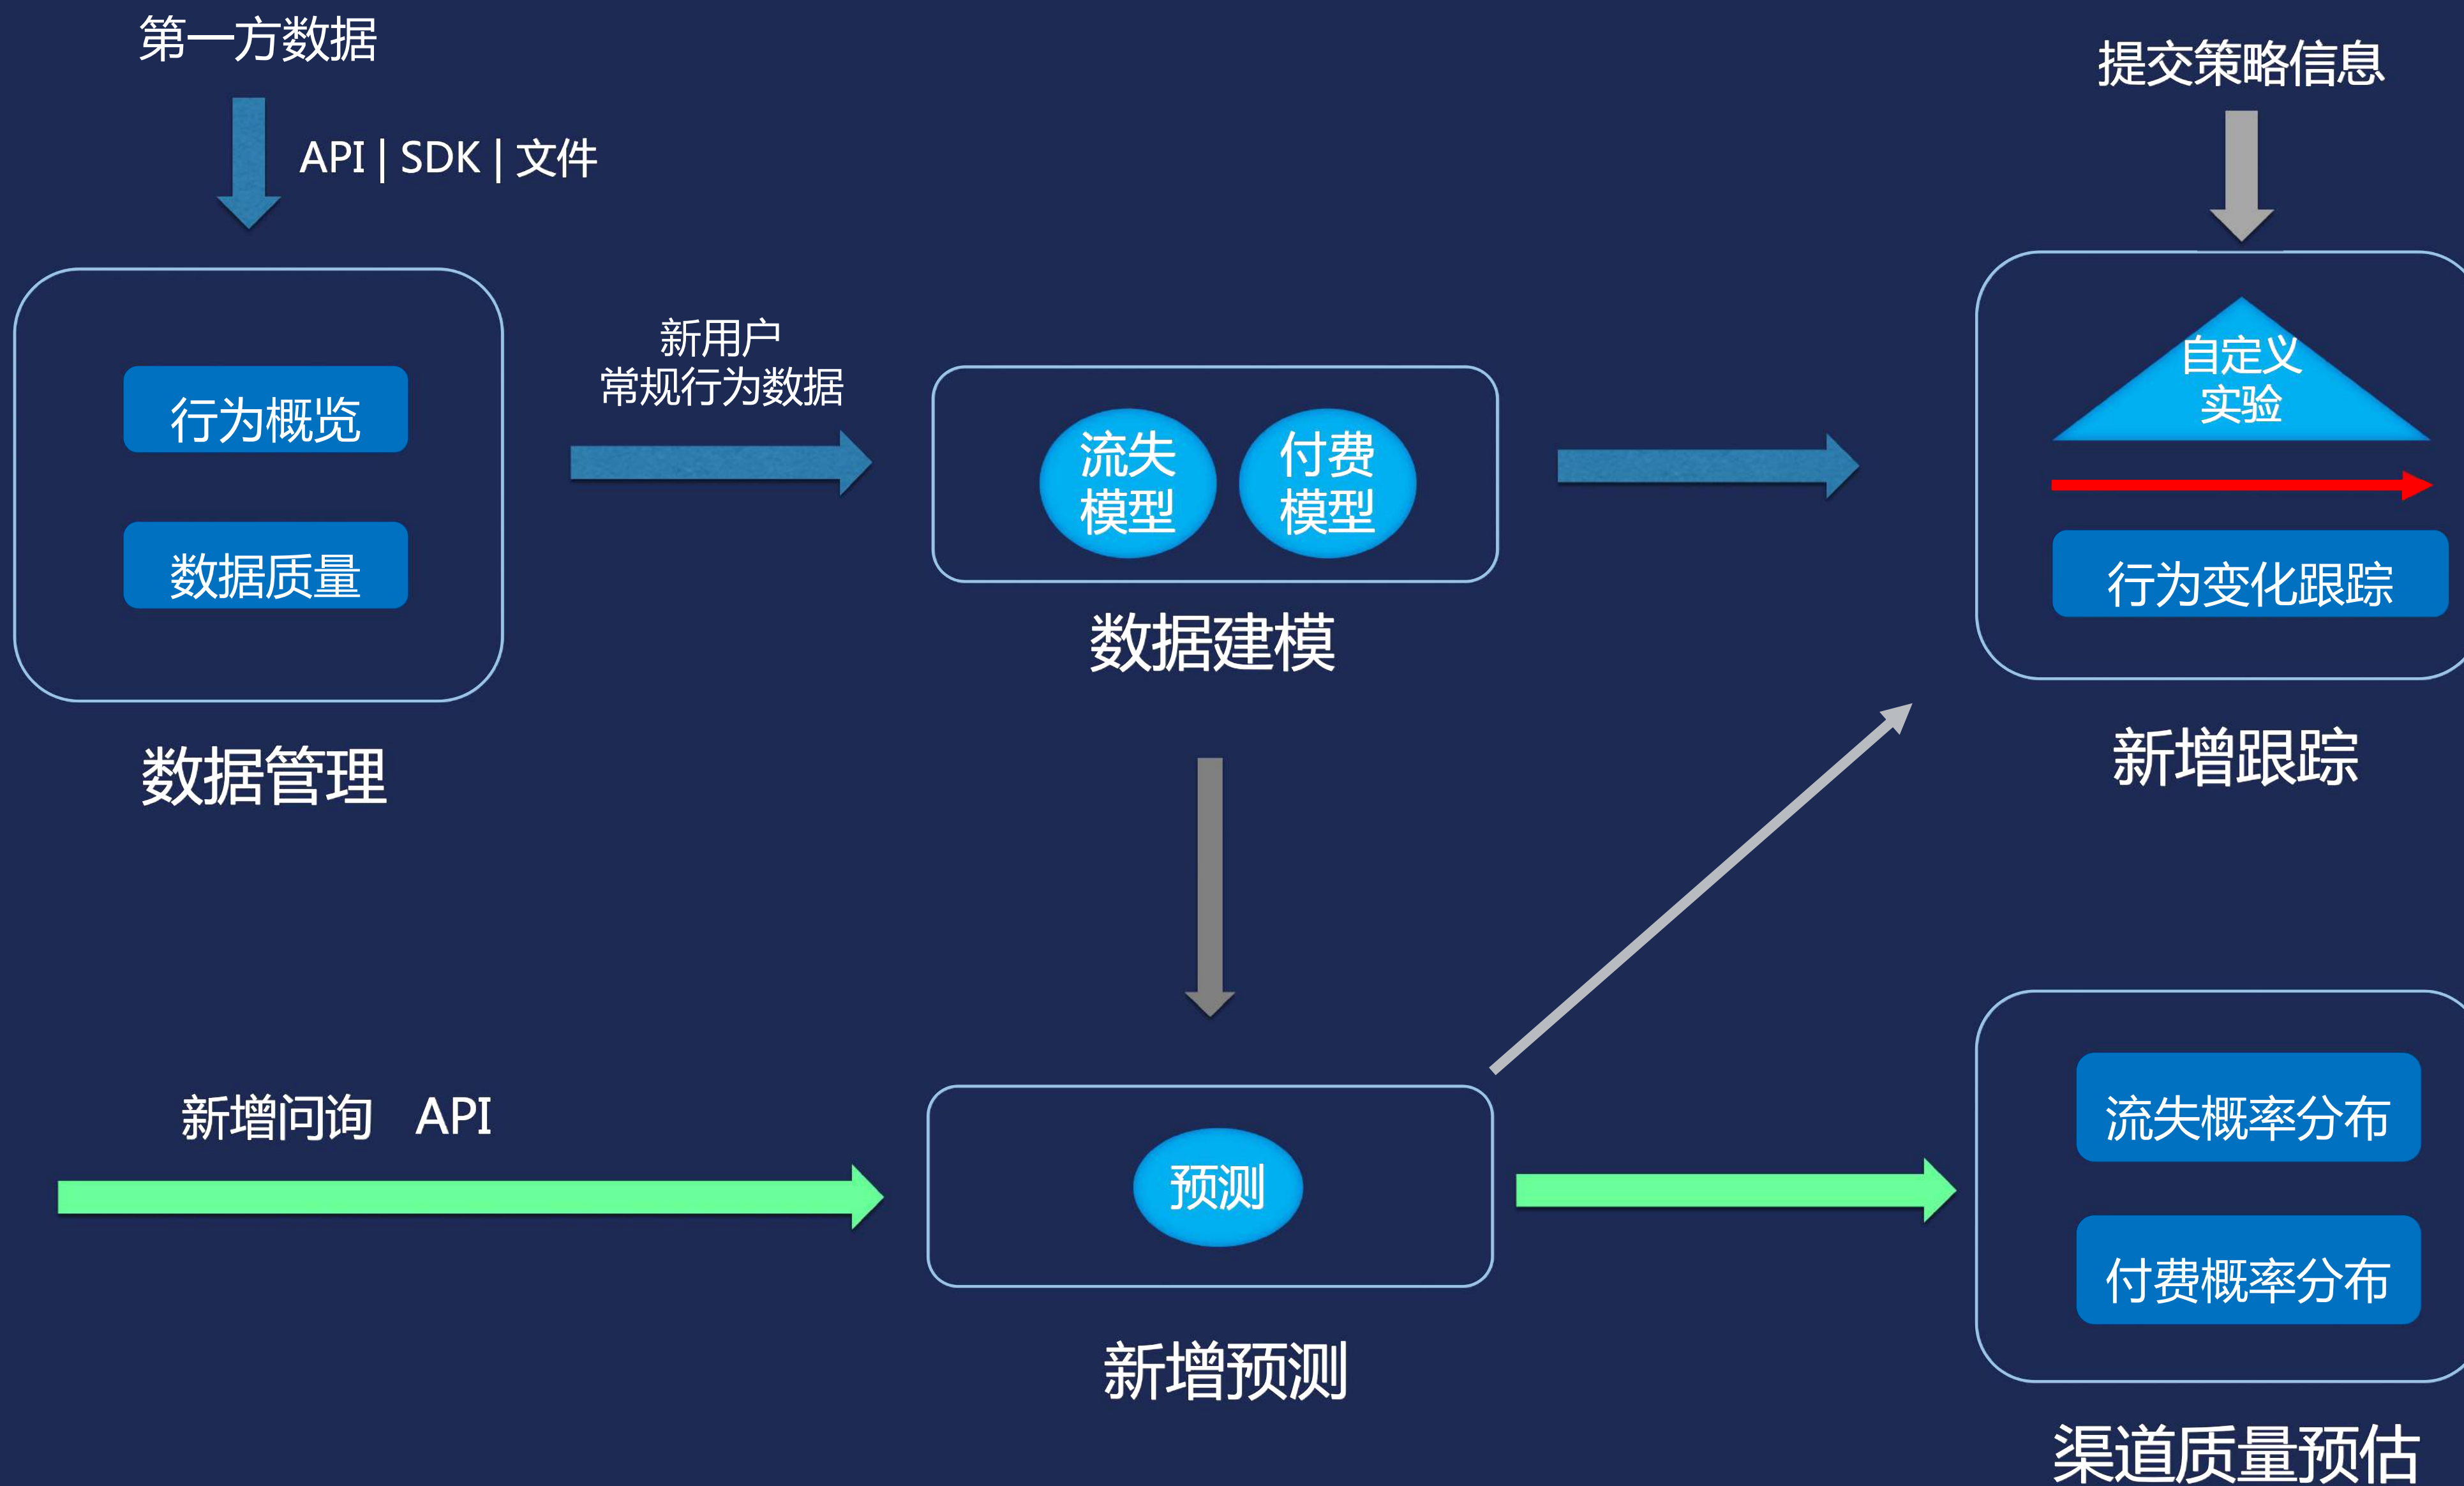 第一方数据
API | SDK | 文件
行为概览
数据质量
数据管理
新用户
常规行为数据
流失
模型
付费
模型
数据建模
提交策略信息
自定义
实验
行为变化跟踪
新增跟踪
新增问询 API
预测
新增预测
流失概率分布
付费概率分布
渠道质量预估